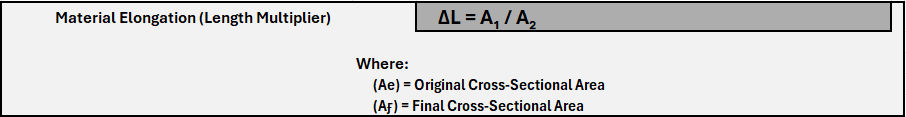 Material Elongation (Length Multiplier) ΔL = A₁ / A₂
Where:
(Ae) = Original Cross-Sectional Area
(Aƒ) = Final Cross-Sectional Area